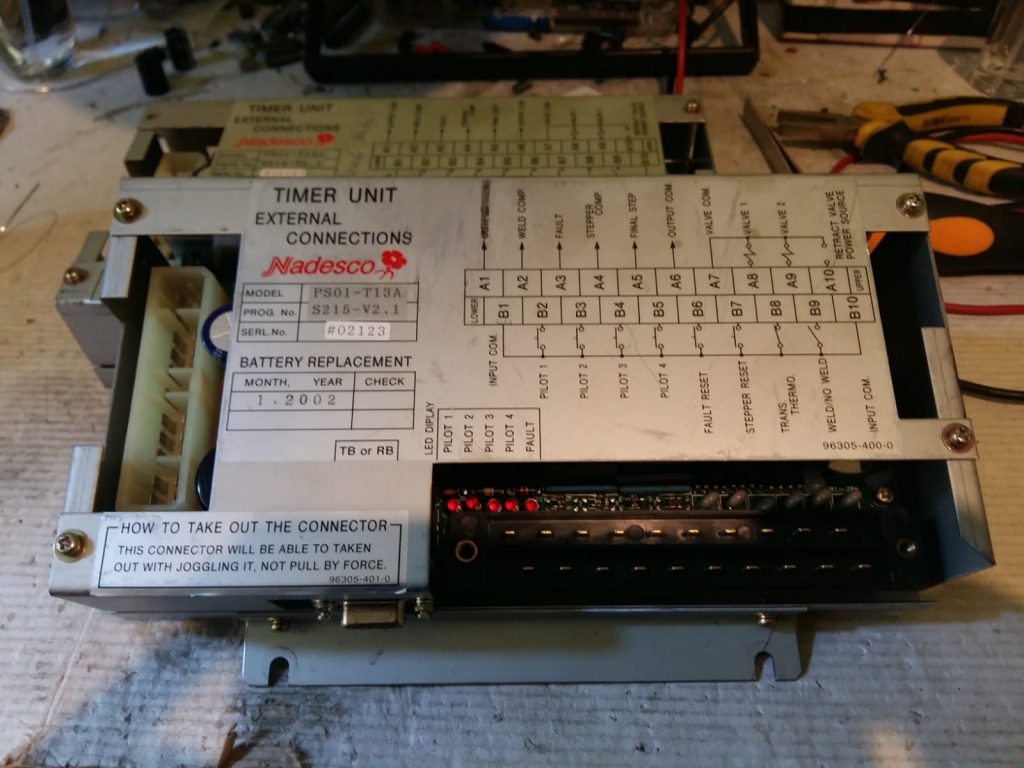 TIMER UNIT
EXTERNAL
CONNECTIONS
Nadesco
TIMER UNIT
EXTERNAL
CONNECTIONS
Nadesco
MODEL PS01-T13A
PROG. No. S215-V2.1
SERL.No. #02123
BATTERY REPLACEMENT
MONTH, YEAR CHECK
1.2002
TB or RB
LED DIPLAY
PILOT 1
PILOT 2
PILOT 3
PILOT 4
FAULT
WELD COMP.
FAULT
STEPPER COMP.
FINAL STEP
OUTPUT COM.
VALVE COM.
VALVE 1
VALVE 2
RETRACT VALVE
POWER SOURCE
A1 A2 A3 A4 A5 A6 A7 A8 A9 A10 UPPER
LOWER B1 B2 B3 B4 B5 B6 B7 B8 B9 B10
INPUT COM.
PILOT 1
PILOT 2
PILOT 3
PILOT 4
FAULT RESET
STEPPER RESET
TRANS. THERMO.
WELD/NO WELD
INPUT COM.
96305-400-0
HOW TO TAKE OUT THE CONNECTOR
THIS CONNECTOR WILL BE ABLE TO TAKEN
OUT WITH JOGGLING IT, NOT PULL BY FORCE.
96305-401-0